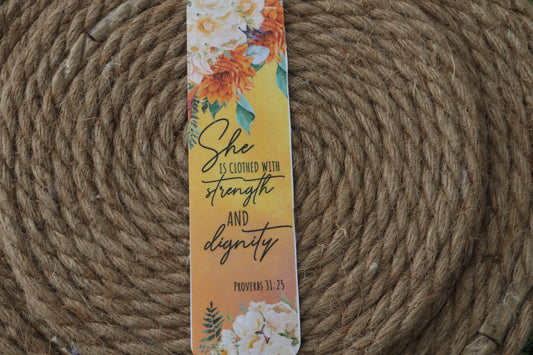 She
IS CLOTHED WITH
strength
AND
dignity
PROVERBS 31:25